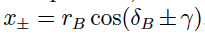 x± = r_B cos(δ_B ± γ)